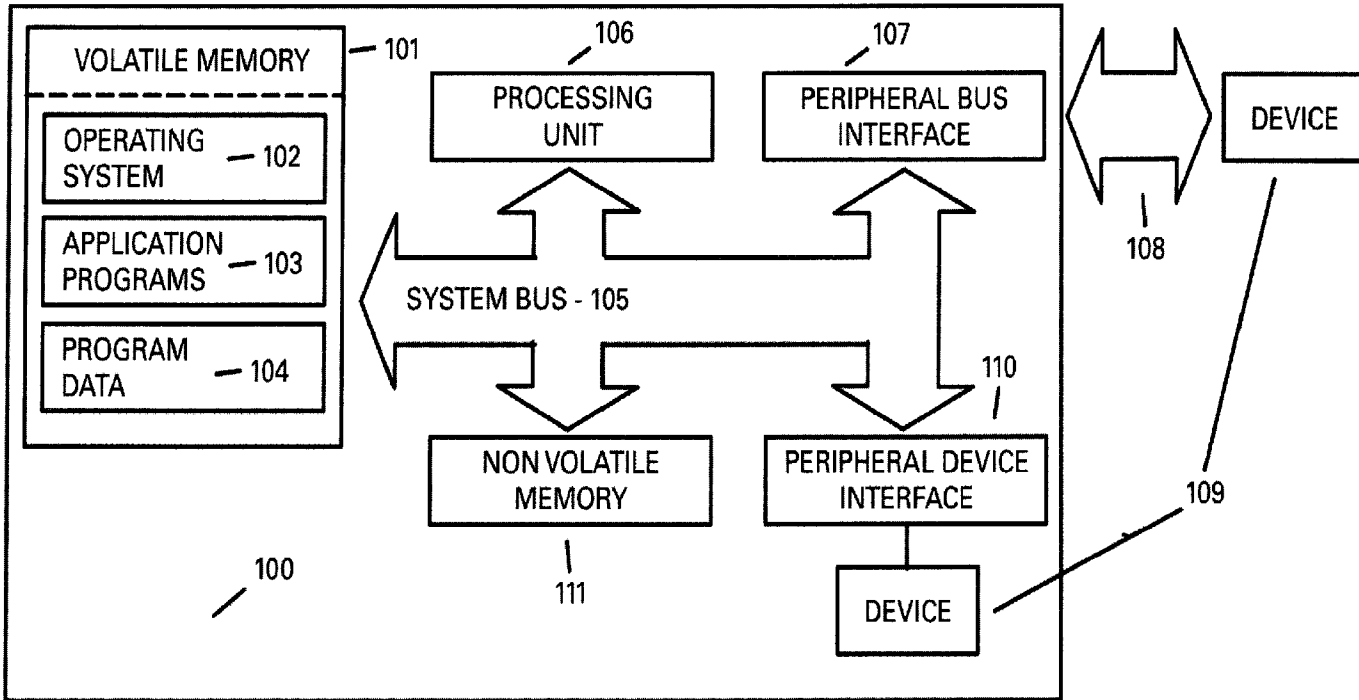 VOLATILE MEMORY
101
OPERATING
SYSTEM
102
APPLICATION
PROGRAMS
103
PROGRAM
DATA
104
106
PROCESSING
UNIT
107
PERIPHERAL BUS
INTERFACE
108
DEVICE
SYSTEM BUS - 105
110
NON VOLATILE
MEMORY
111
PERIPHERAL DEVICE
INTERFACE
109
DEVICE
100